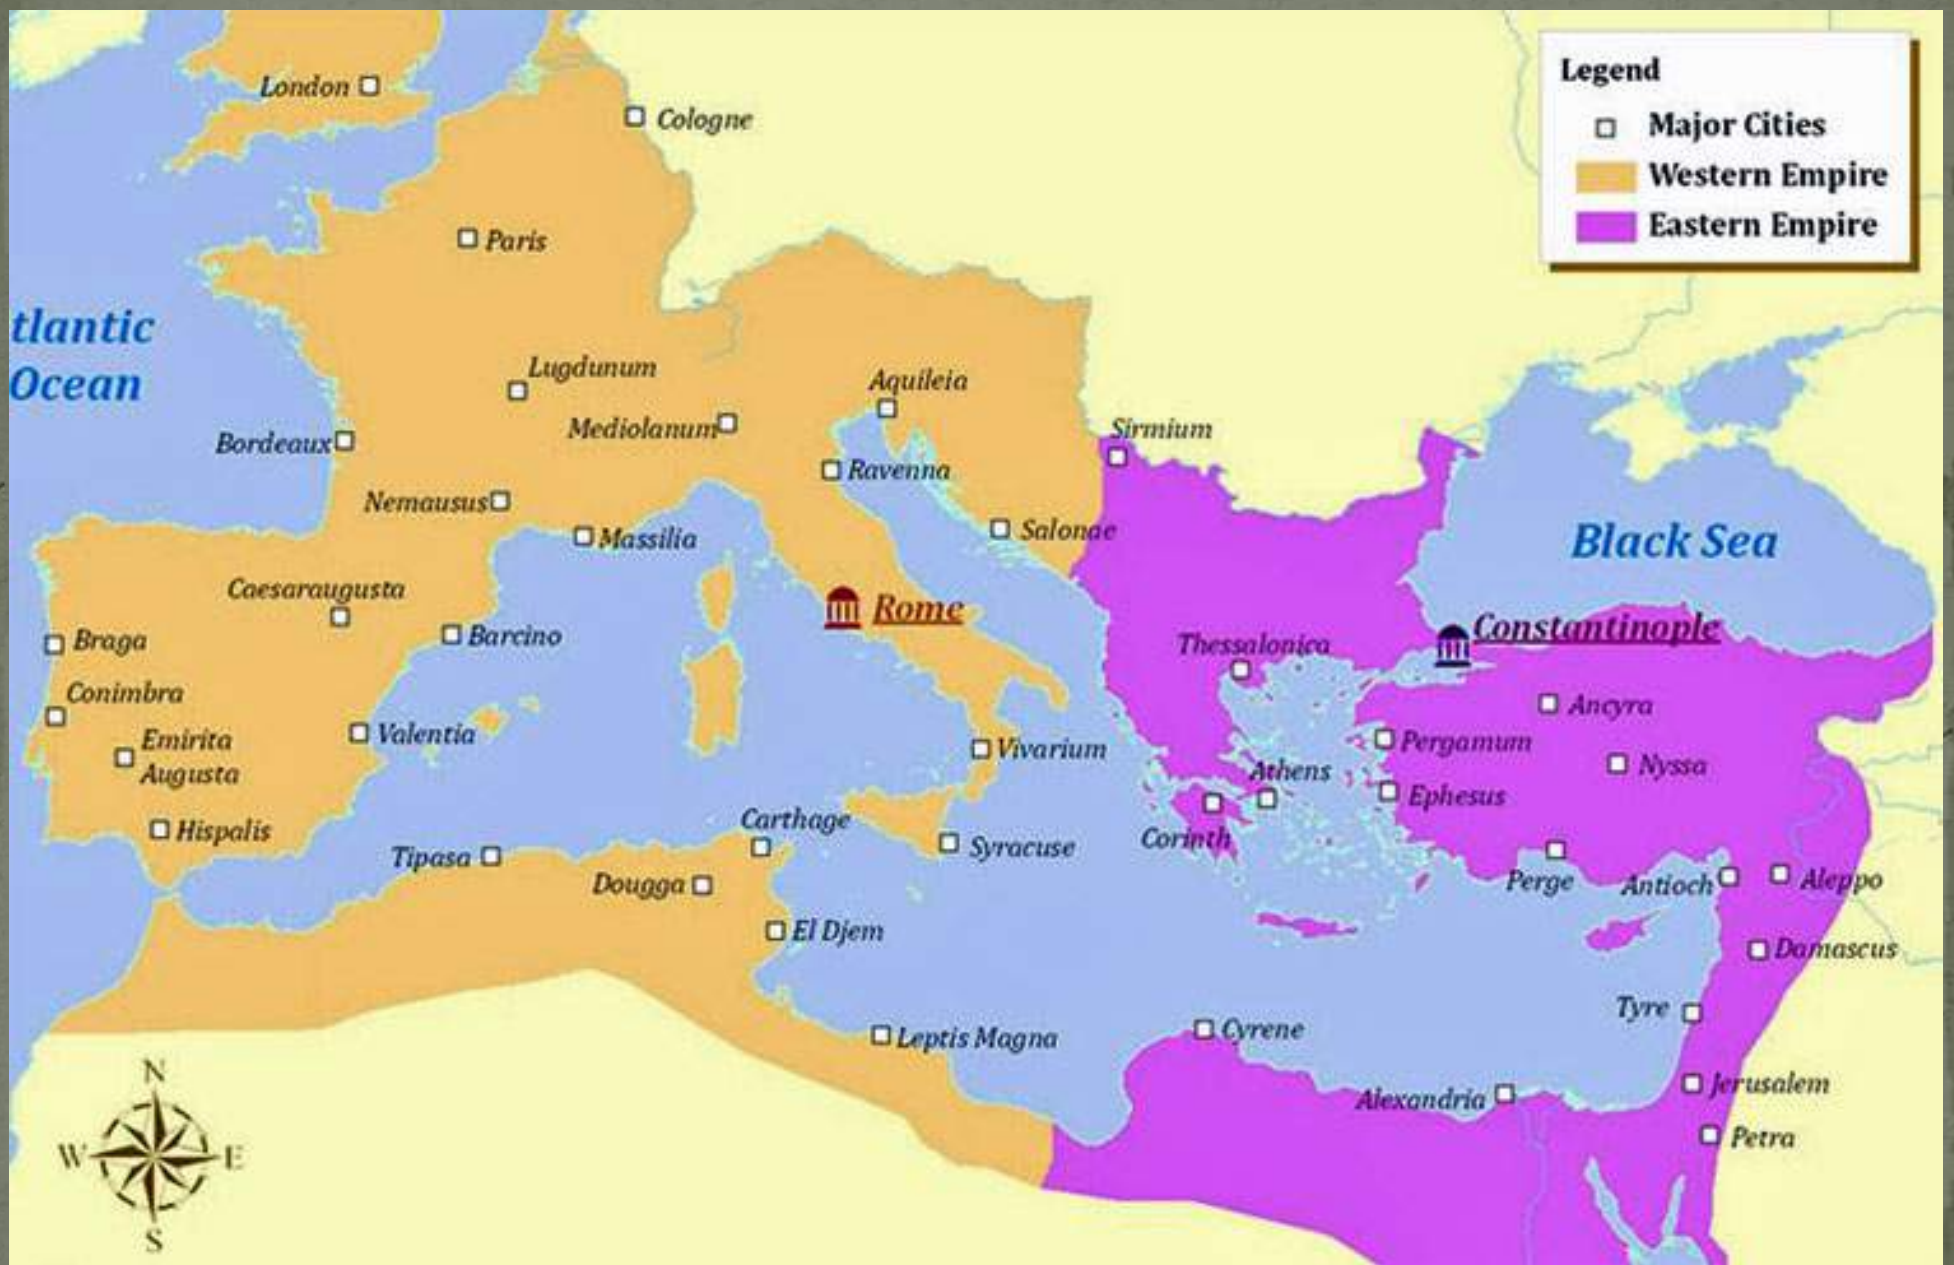 Legend
Major Cities
Western Empire
Eastern Empire
London
Cologne
Paris
tlantic
Ocean
Lugdunum
Aquileia
Mediolanum
Bordeaux
Sirmium
Ravenna
Nemausus
Massilia
Salonae
Black Sea
Caesaraugusta
Rome
Constantinople
Braga
Barcino
Thessalonica
Conimbra
Ancyra
Emirita
Augusta
Valentia
Vivarium
Pergamum
Nyssa
Athens
Ephesus
Hispalis
Carthage
Syracuse
Corinth
Tipasa
Dougga
Perge
Antioch
Aleppo
El Djem
Damascus
Tyre
Leptis Magna
Cyrene
Jerusalem
Alexandria
Petra
N
W
E
S